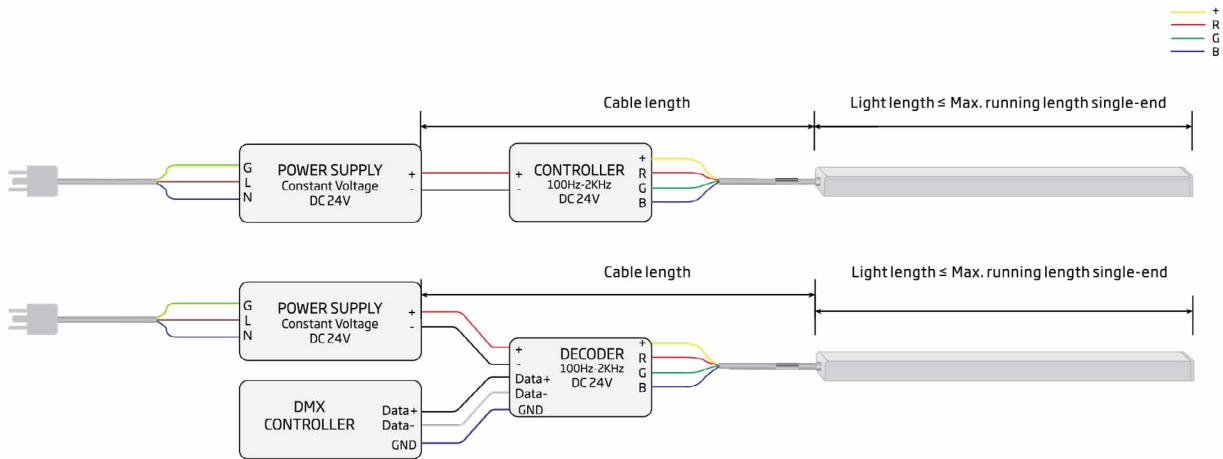 +
R
G
B
Cable length
Light length ≤ Max. running length single-end
G
L
N
POWER SUPPLY
Constant Voltage
DC 24V
+
-
+
-
CONTROLLER
100Hz-2KHz
DC 24V
+
R
G
B
Cable length
Light length ≤ Max. running length single-end
G
L
N
POWER SUPPLY
Constant Voltage
DC 24V
+
-
+
-
Data+
Data-
GND
DECODER
100Hz-2KHz
DC 24V
+
R
G
B
DMX
CONTROLLER
Data+
Data-
GND